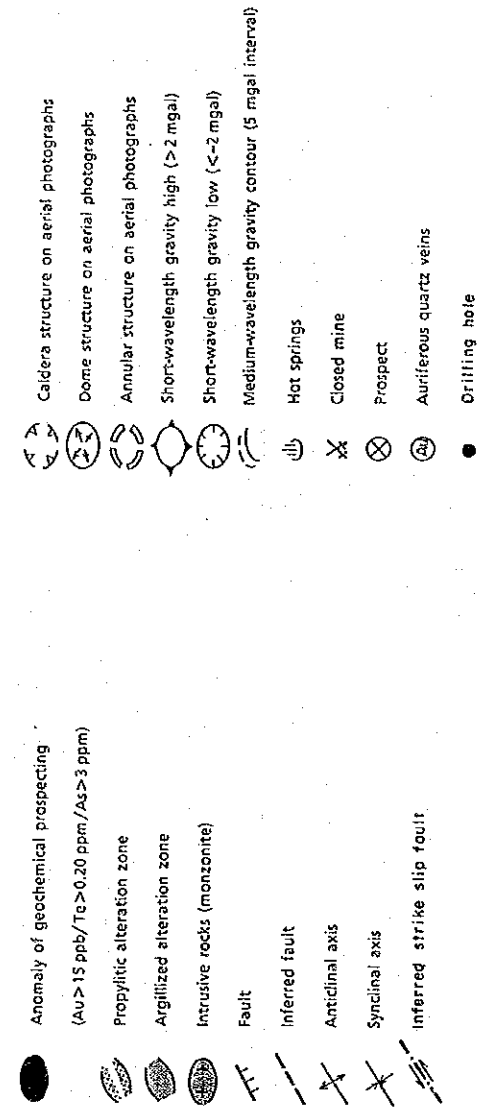 Anomaly of geochemical prospecting
(Au>15 ppb/Te>0.20 ppm/As>3 ppm)
Propylitic alteration zone
Argillized alteration zone
Intrusive rocks (monzonite)
Fault
Inferred fault
Anticlinal axis
Synclinal axis
Inferred strike slip fault
Caldera structure on aerial photographs
Dome structure on aerial photographs
Annular structure on aerial photographs
Short-wavelength gravity high (>2 mgal)
Short-wavelength gravity low (<-2 mgal)
Medium-wavelength gravity contour (5 mgal interval)
Hot springs
Closed mine
Prospect
Au Auriferous quartz veins
Drilling hole